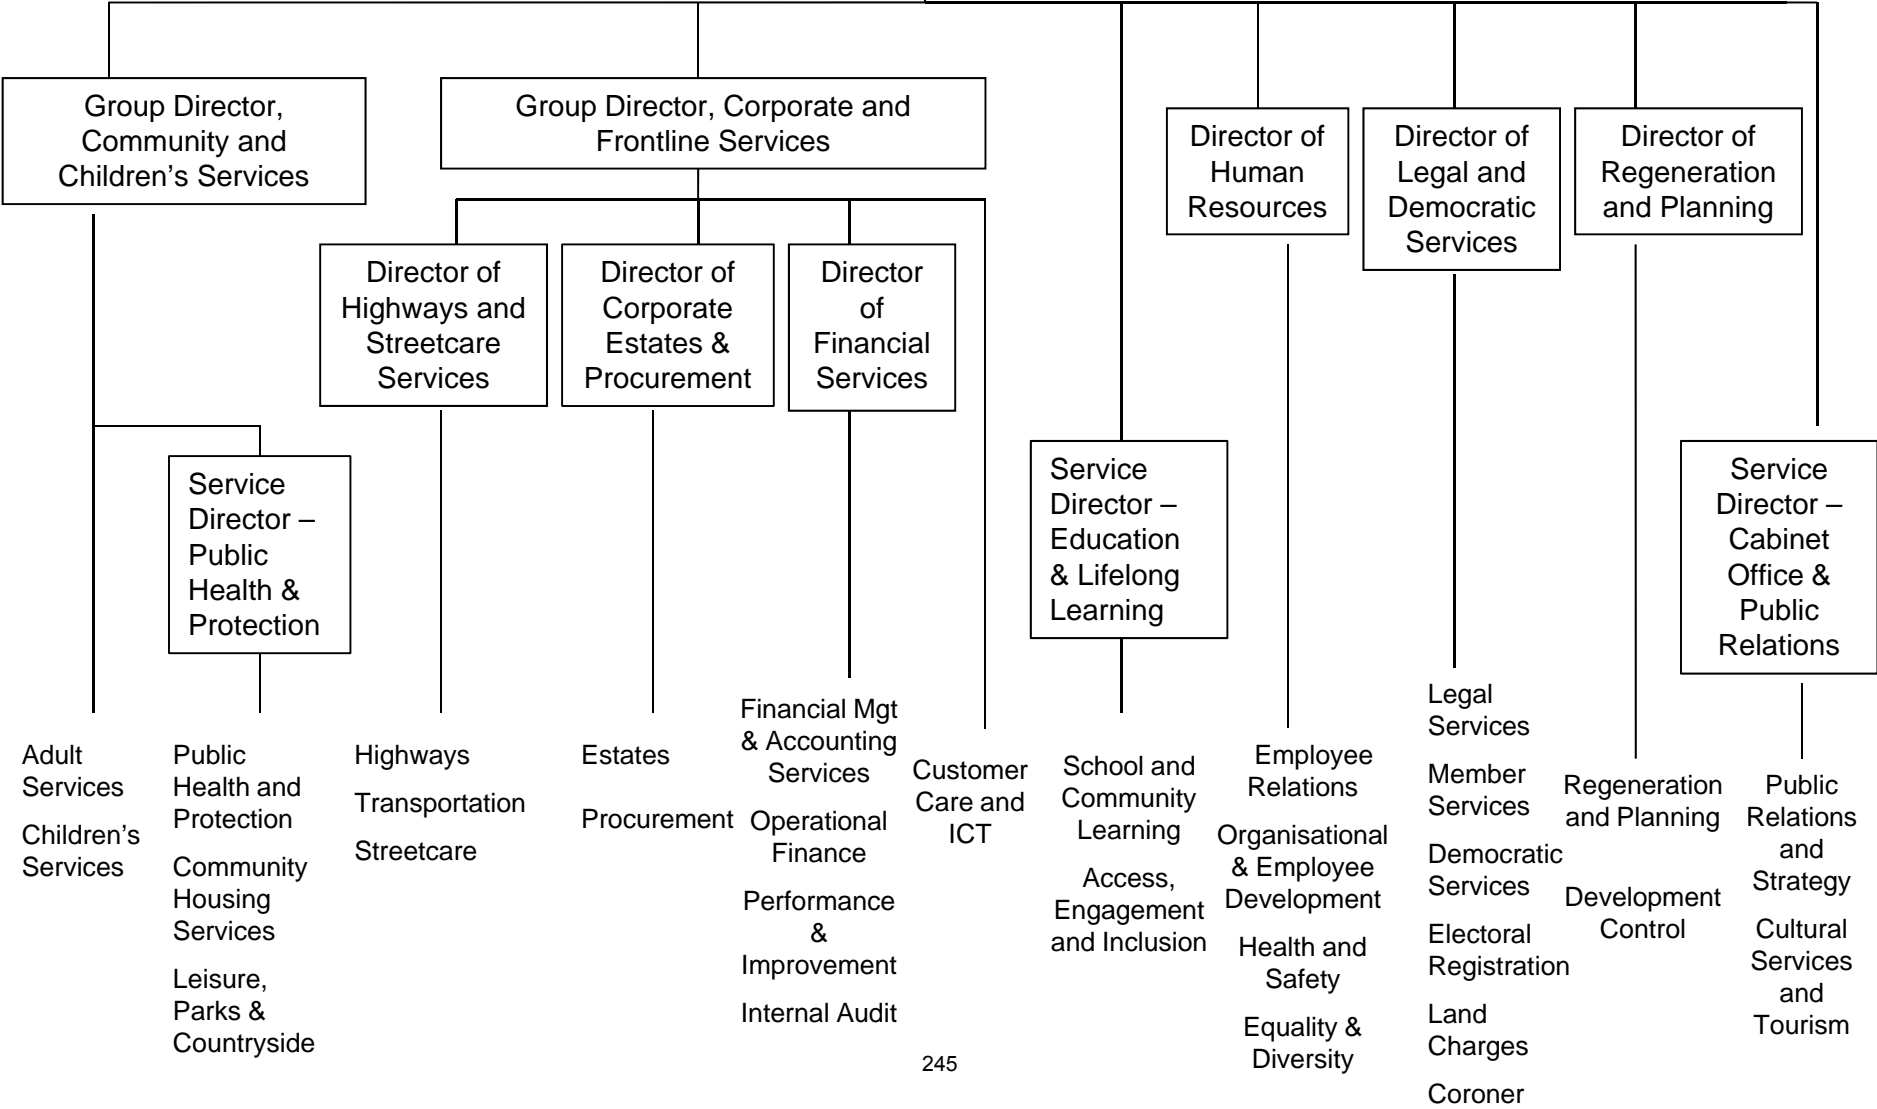 Group Director,
Community and
Children’s Services
Group Director, Corporate and
Frontline Services
Director of
Human
Resources
Director of
Legal and
Democratic
Services
Director of
Regeneration
and Planning
Director of
Highways and
Streetcare
Services
Director of
Corporate
Estates &
Procurement
Director
of
Financial
Services
Service
Director –
Public
Health &
Protection
Service
Director –
Education
& Lifelong
Learning
Service
Director –
Cabinet
Office &
Public
Relations
Adult
Services
Children’s
Services
Public
Health and
Protection
Community
Housing
Services
Leisure,
Parks &
Countryside
Highways
Transportation
Streetcare
Estates
Procurement
Financial Mgt
& Accounting
Services
Operational
Finance
Performance
&
Improvement
Internal Audit
Customer
Care and
ICT
School and
Community
Learning
Access,
Engagement
and Inclusion
Employee
Relations
Organisational
& Employee
Development
Health and
Safety
Equality &
Diversity
Legal
Services
Member
Services
Democratic
Services
Electoral
Registration
Land
Charges
Coroner
Regeneration
and Planning
Development
Control
Public
Relations
and
Strategy
Cultural
Services
and
Tourism
245